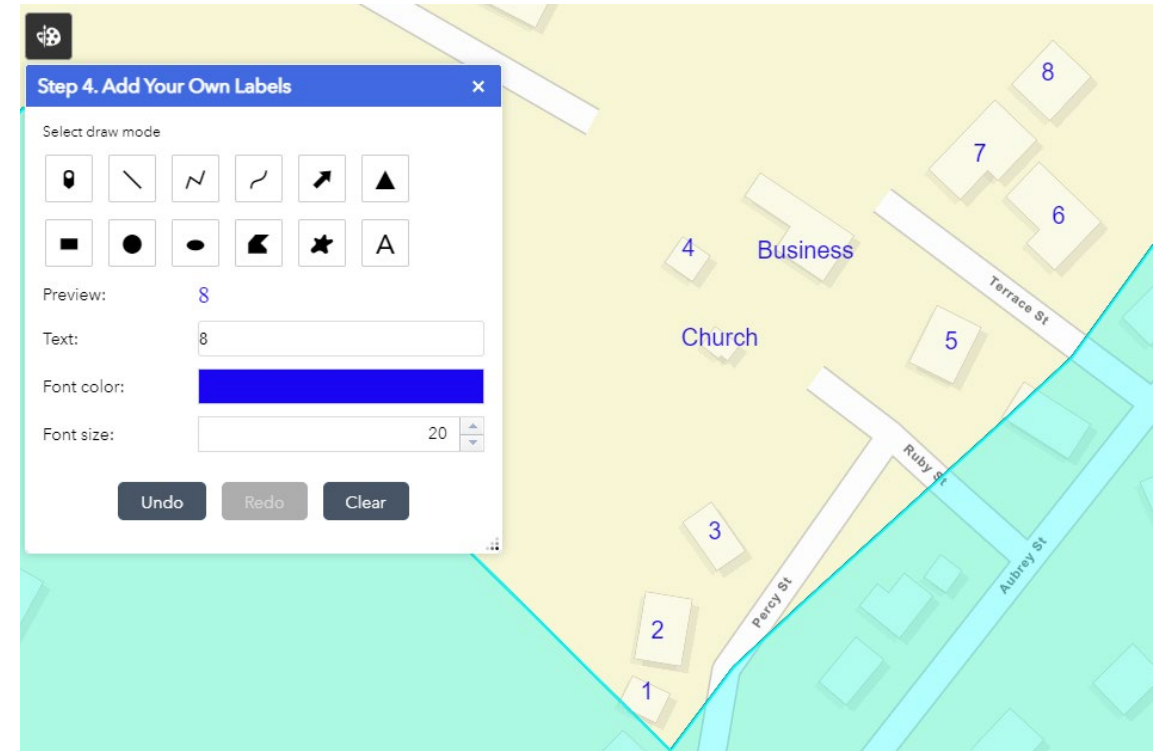 Step 4. Add Your Own Labels ×
Select draw mode
A
Preview: 8
Text: 8
Font color:
Font size: 20
Undo Redo Clear
8
7
6
4
Business
Terrace St
Church
5
Ruby St
3
Aubrey St
Percy St
2
1